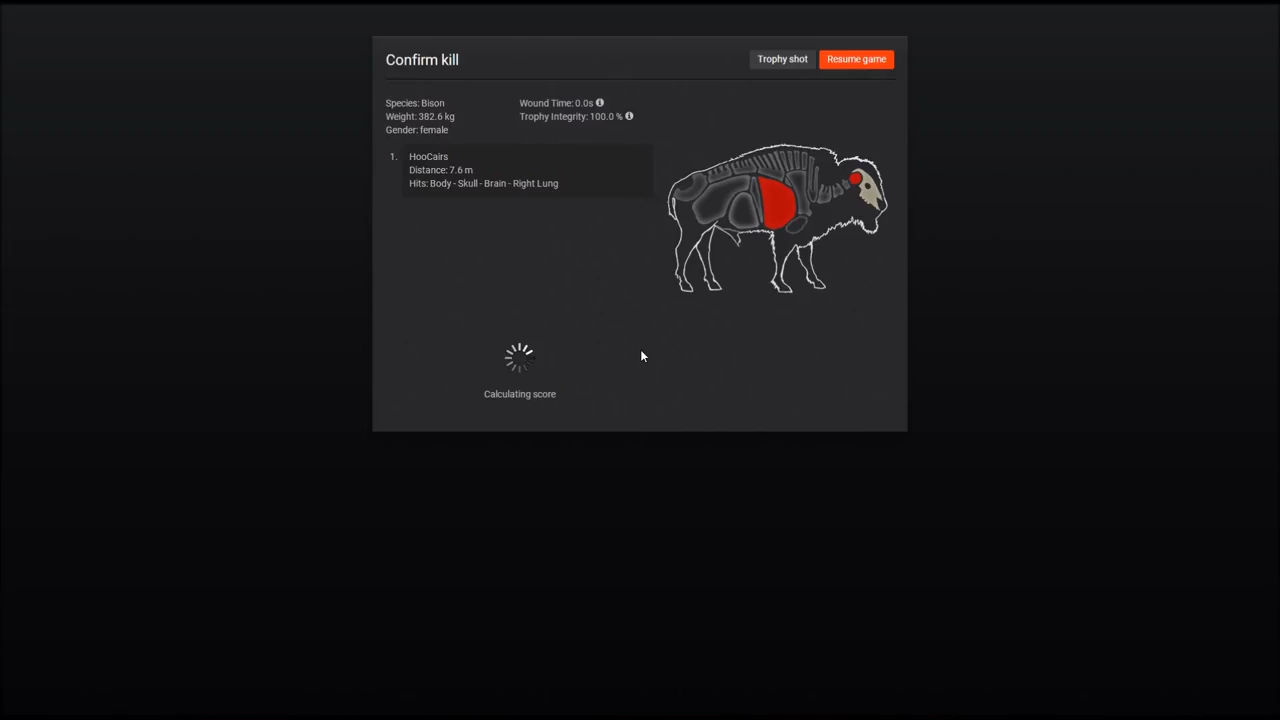 Confirm kill
Trophy shot
Resume game
Species: Bison
Weight: 382.6 kg
Gender: female
Wound Time: 0.0s
Trophy Integrity: 100.0 %
1. HooCairs
Distance: 7.6 m
Hits: Body - Skull - Brain - Right Lung
Calculating score